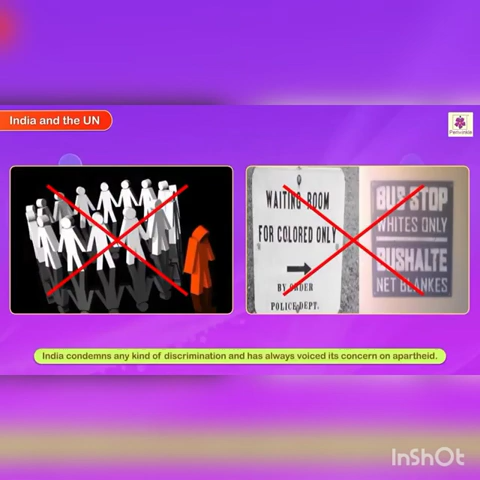 India and the UN
Periwinkle
WAITING ROOM
FOR COLORED ONLY
BY ORDER
POLICE DEPT.
BUS STOP
WHITES ONLY
BUSHALTE
NET BLANKES
India condemns any kind of discrimination and has always voiced its concern on apartheid.
InShOt